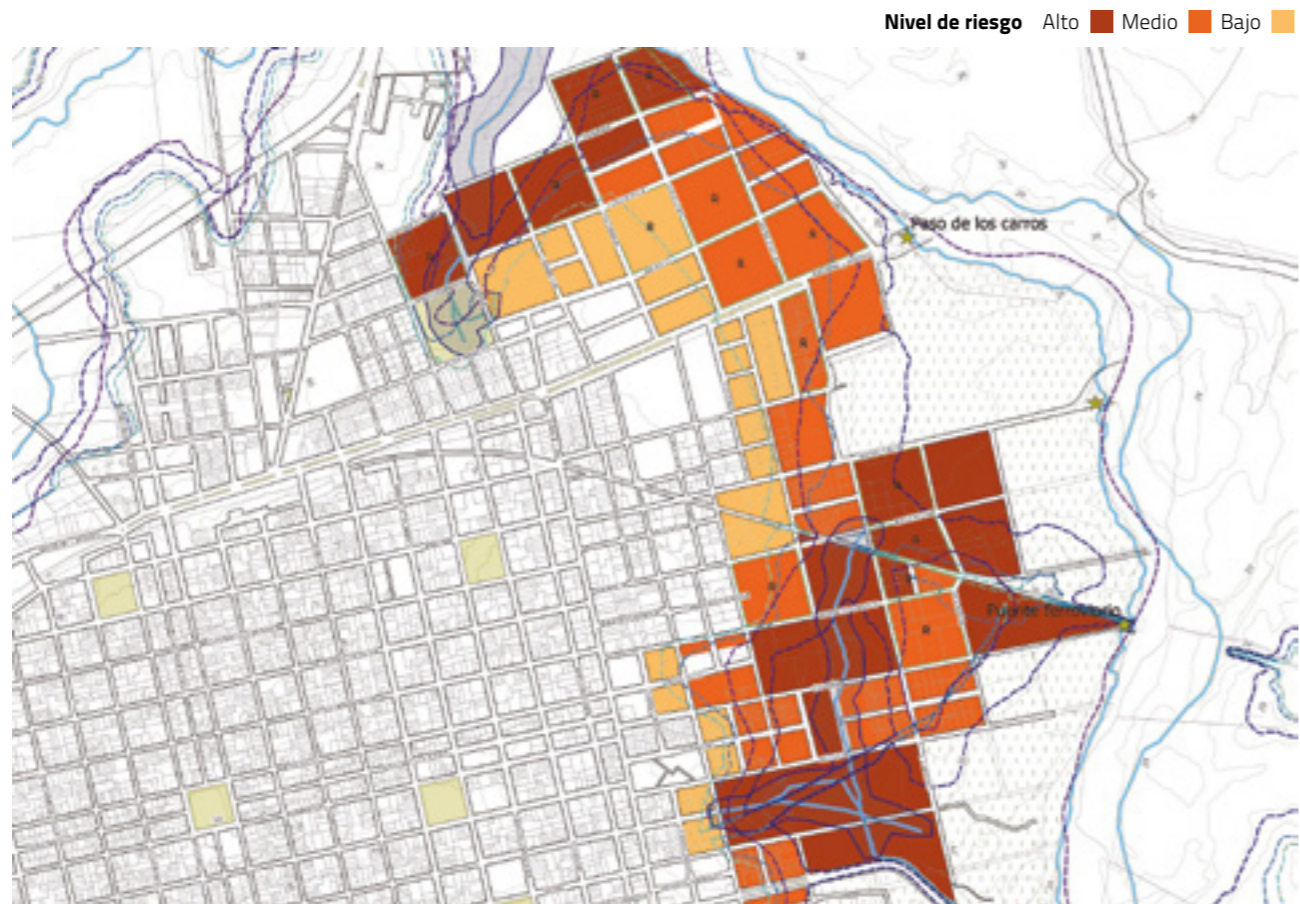 Nivel de riesgo Alto Medio Bajo
Paso de los carros
Puente ferroviario